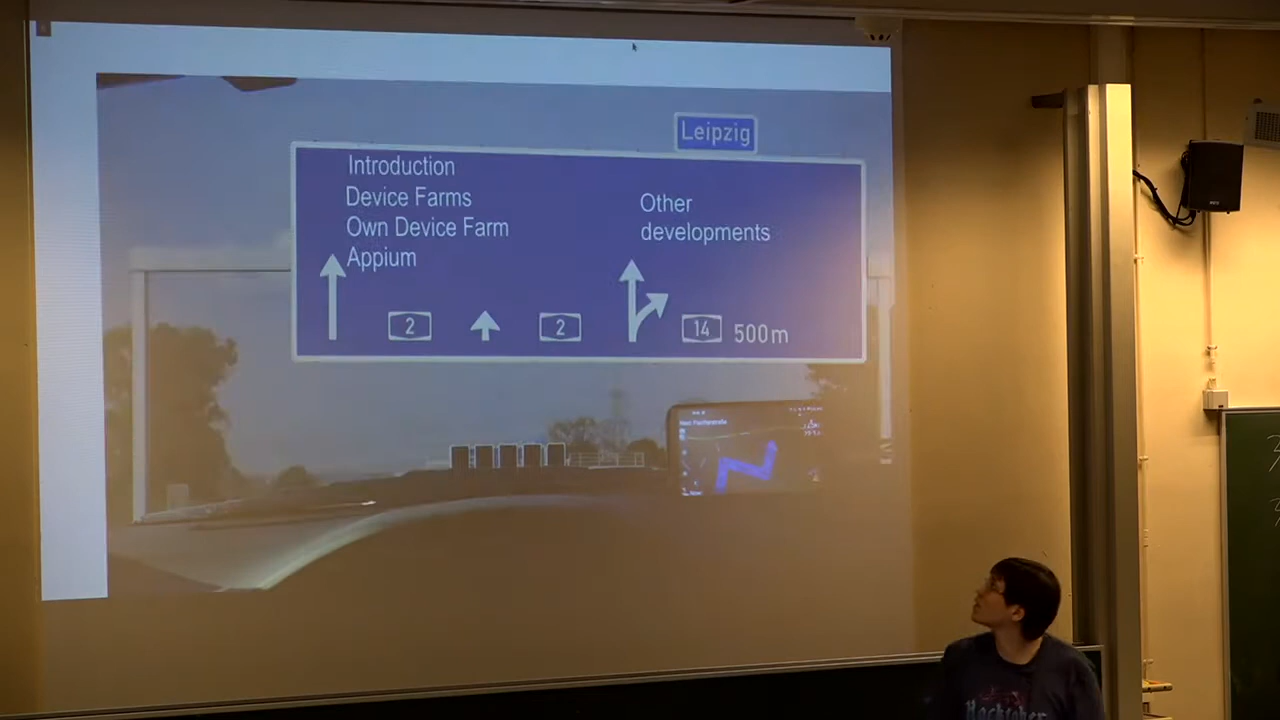 Leipzig
Introduction
Device Farms
Own Device Farm
Appium
Other
developments
2
2
14
500m